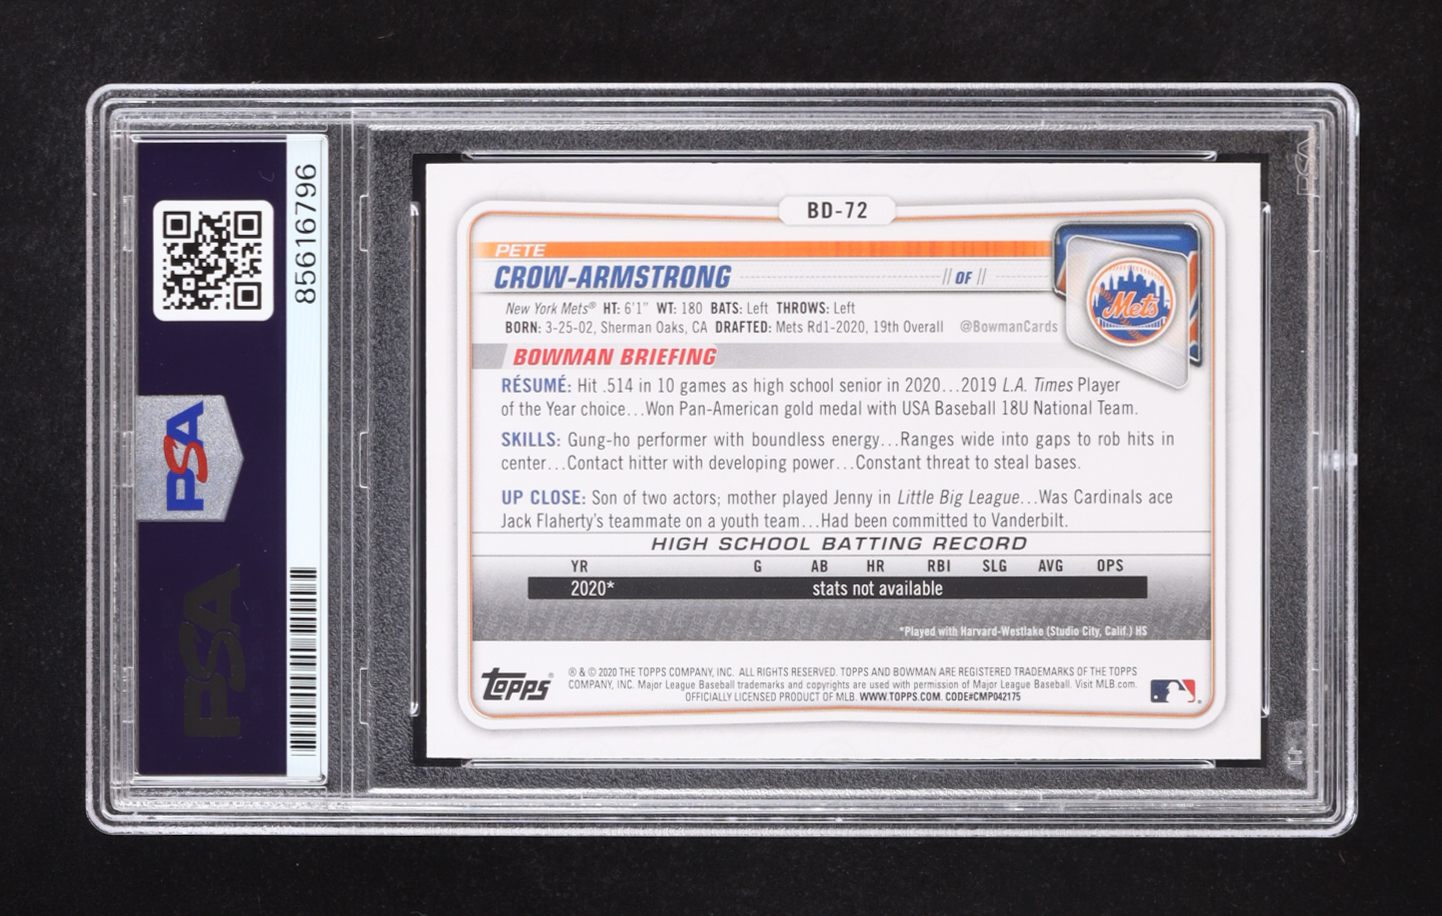 85616796
PSA
PSA
BD-72
PETE
CROW-ARMSTRONG // OF //
Mets
New York Mets® HT: 6'1" WT: 180 BATS: Left THROWS: Left
BORN: 3-25-02, Sherman Oaks, CA DRAFTED: Mets Rd1-2020, 19th Overall @BowmanCards
BOWMAN BRIEFING
RÉSUMÉ: Hit .514 in 10 games as high school senior in 2020...2019 L.A. Times Player
of the Year choice...Won Pan-American gold medal with USA Baseball 18U National Team.
SKILLS: Gung-ho performer with boundless energy...Ranges wide into gaps to rob hits in
center...Contact hitter with developing power...Constant threat to steal bases.
UP CLOSE: Son of two actors; mother played Jenny in Little Big League...Was Cardinals ace
Jack Flaherty's teammate on a youth team...Had been committed to Vanderbilt.
HIGH SCHOOL BATTING RECORD
YR G AB HR RBI SLG AVG OPS
2020* stats not available
*Played with Harvard-Westlake (Studio City, Calif.) HS
topps
® & © 2020 THE TOPPS COMPANY, INC. ALL RIGHTS RESERVED. TOPPS AND BOWMAN ARE REGISTERED TRADEMARKS OF THE TOPPS
COMPANY, INC. Major League Baseball trademarks and copyrights are used with permission of Major League Baseball. Visit MLB.com.
OFFICIALLY LICENSED PRODUCT OF MLB. WWW.TOPPS.COM. CODE#CMP042175
PSA